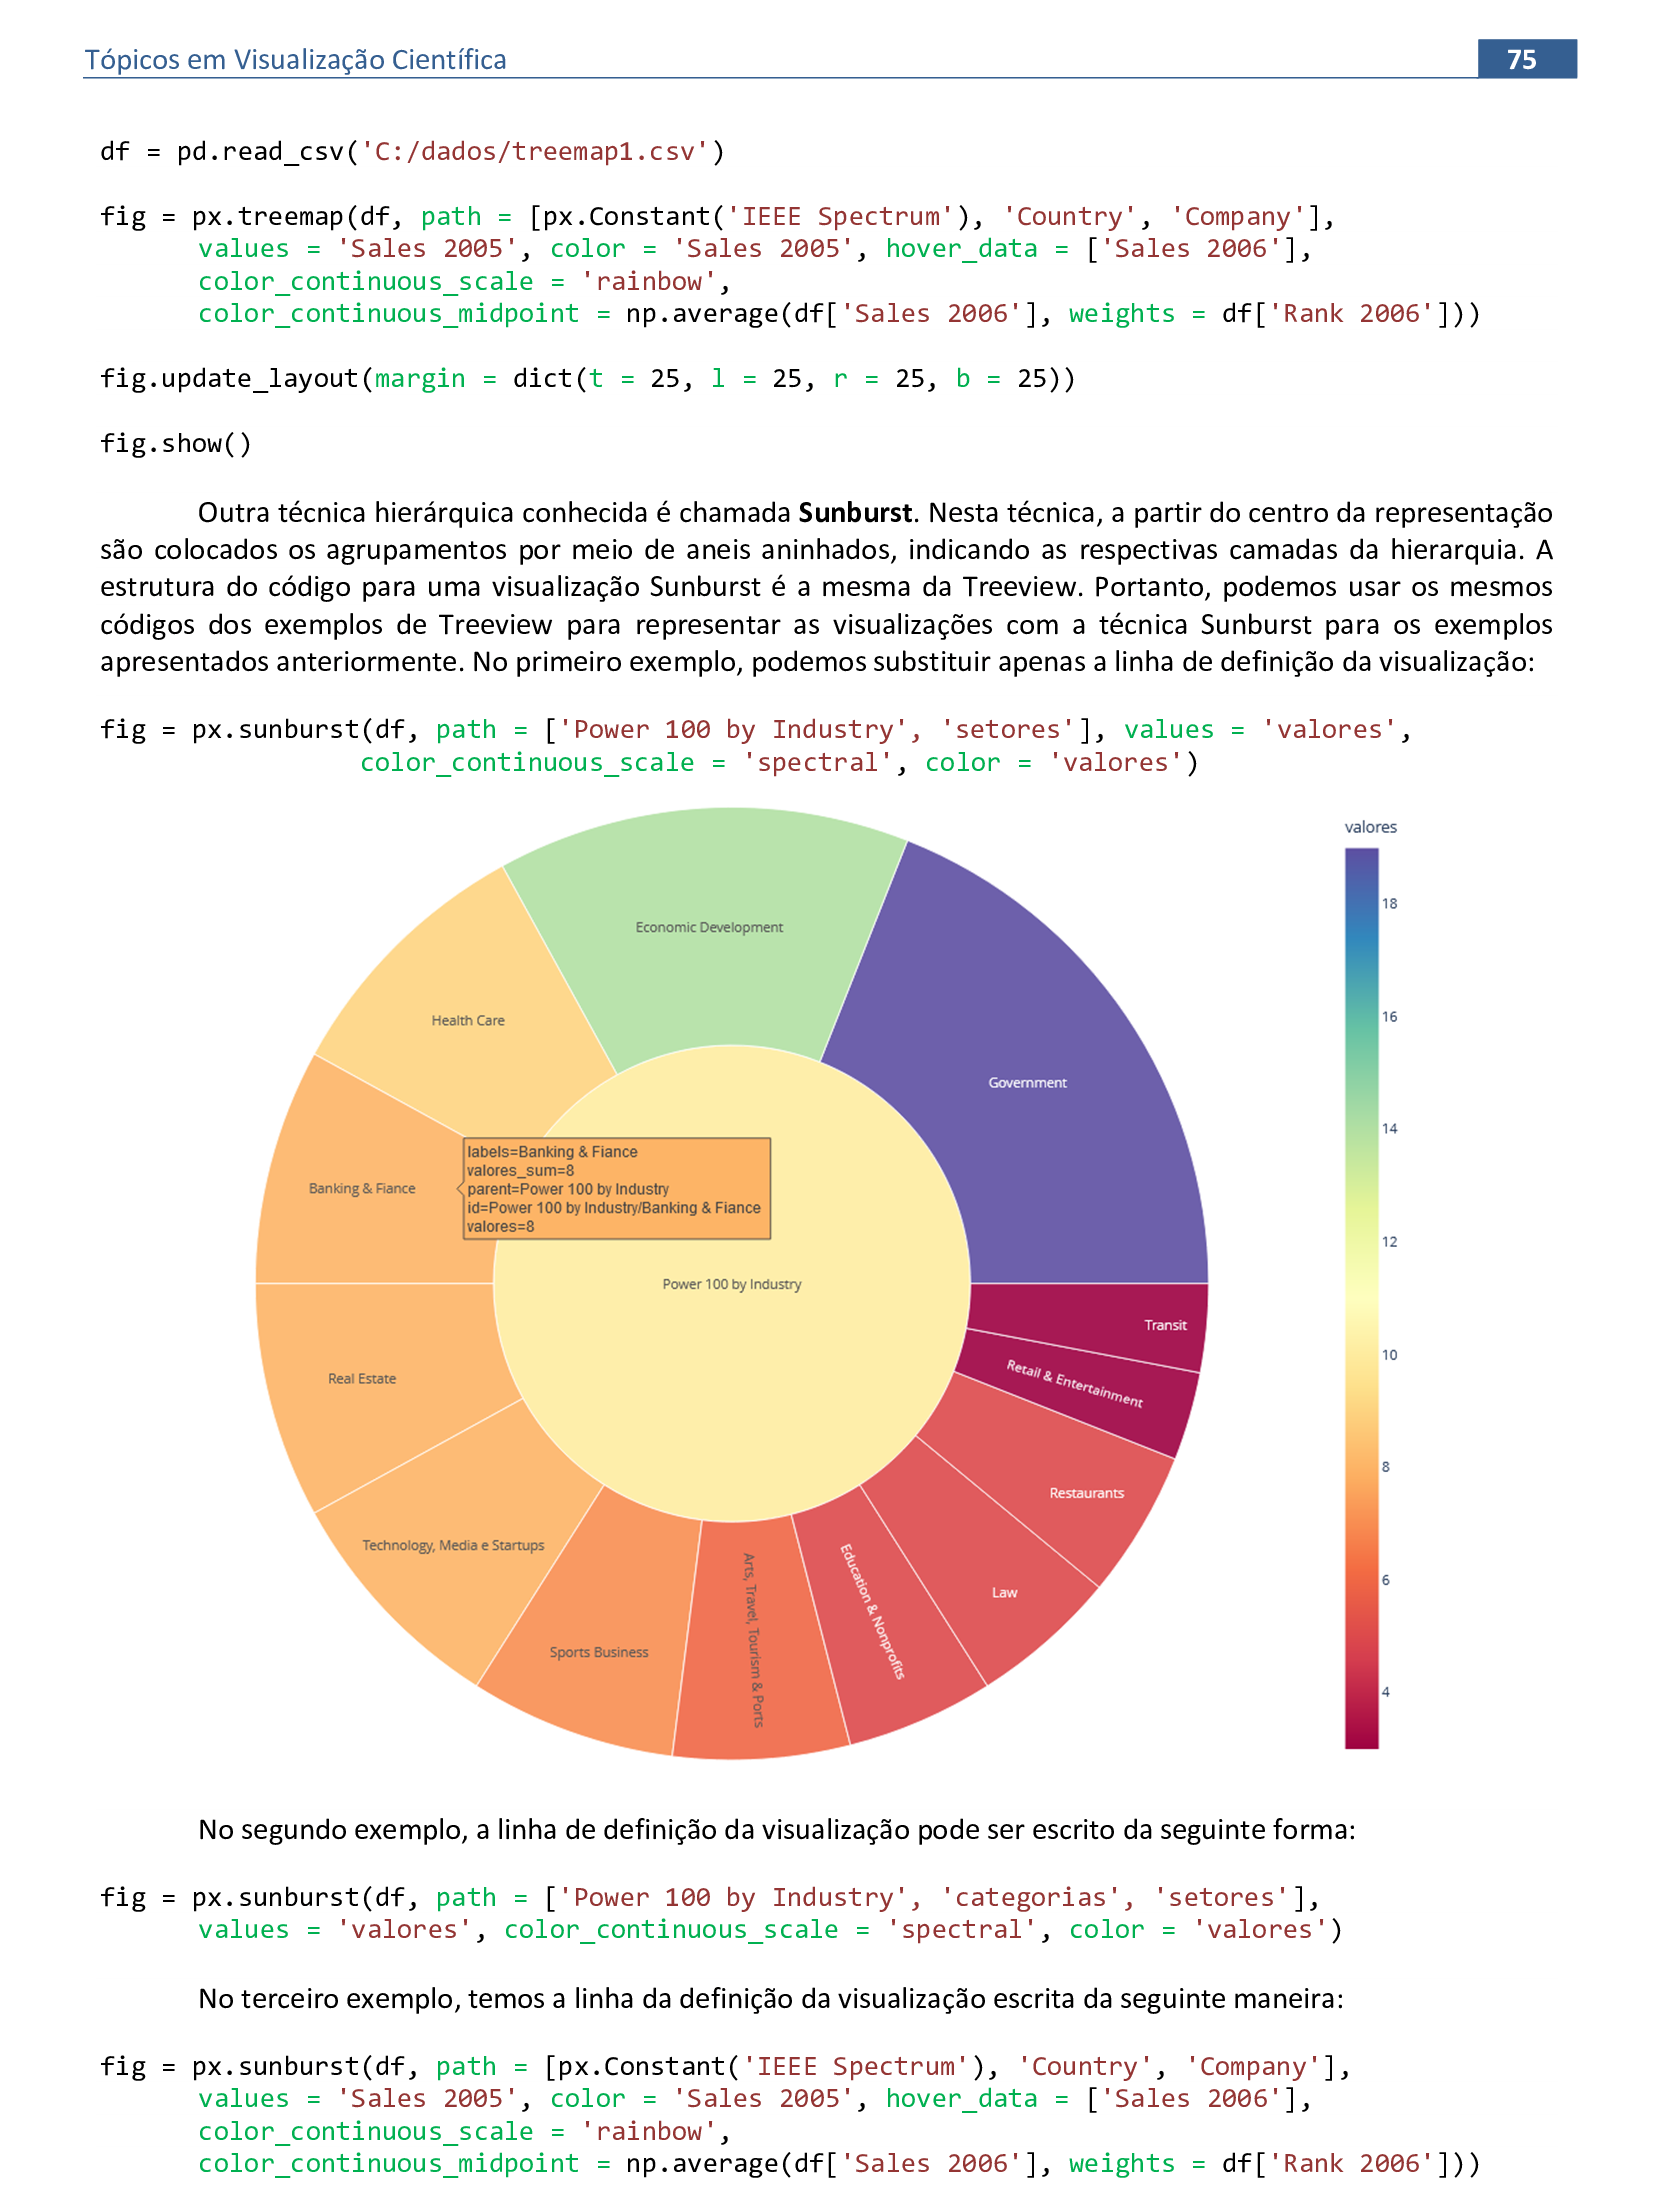 Tópicos em Visualização Científica
75
df = pd.read_csv('C:/dados/treemap1.csv')
fig = px.treemap(df, path = [px.Constant('IEEE Spectrum'), 'Country', 'Company'],
values = 'Sales 2005', color = 'Sales 2005', hover_data = ['Sales 2006'],
color_continuous_scale = 'rainbow',
color_continuous_midpoint = np.average(df['Sales 2006'], weights = df['Rank 2006']))
fig.update_layout(margin = dict(t = 25, l = 25, r = 25, b = 25))
fig.show()
Outra técnica hierárquica conhecida é chamada Sunburst. Nesta técnica, a partir do centro da representação
são colocados os agrupamentos por meio de aneis aninhados, indicando as respectivas camadas da hierarquia. A
estrutura do código para uma visualização Sunburst é a mesma da Treeview. Portanto, podemos usar os mesmos
códigos dos exemplos de Treeview para representar as visualizações com a técnica Sunburst para os exemplos
apresentados anteriormente. No primeiro exemplo, podemos substituir apenas a linha de definição da visualização:
fig = px.sunburst(df, path = ['Power 100 by Industry', 'setores'], values = 'valores',
color_continuous_scale = 'spectral', color = 'valores')
valores
18
16
14
12
10
8
6
4
Economic Development
Government
Health Care
Banking & Fiance
labels=Banking & Fiance
valores_sum=8
parent=Power 100 by Industry
id=Power 100 by Industry/Banking & Fiance
valores=8
Power 100 by Industry
Transit
Retail & Entertainment
Real Estate
Restaurants
Technology, Media e Startups
Law
Education & Nonprofits
Arts, Travel, Tourism & Ports
Sports Business
No segundo exemplo, a linha de definição da visualização pode ser escrito da seguinte forma:
fig = px.sunburst(df, path = ['Power 100 by Industry', 'categorias', 'setores'],
values = 'valores', color_continuous_scale = 'spectral', color = 'valores')
No terceiro exemplo, temos a linha da definição da visualização escrita da seguinte maneira:
fig = px.sunburst(df, path = [px.Constant('IEEE Spectrum'), 'Country', 'Company'],
values = 'Sales 2005', color = 'Sales 2005', hover_data = ['Sales 2006'],
color_continuous_scale = 'rainbow',
color_continuous_midpoint = np.average(df['Sales 2006'], weights = df['Rank 2006']))